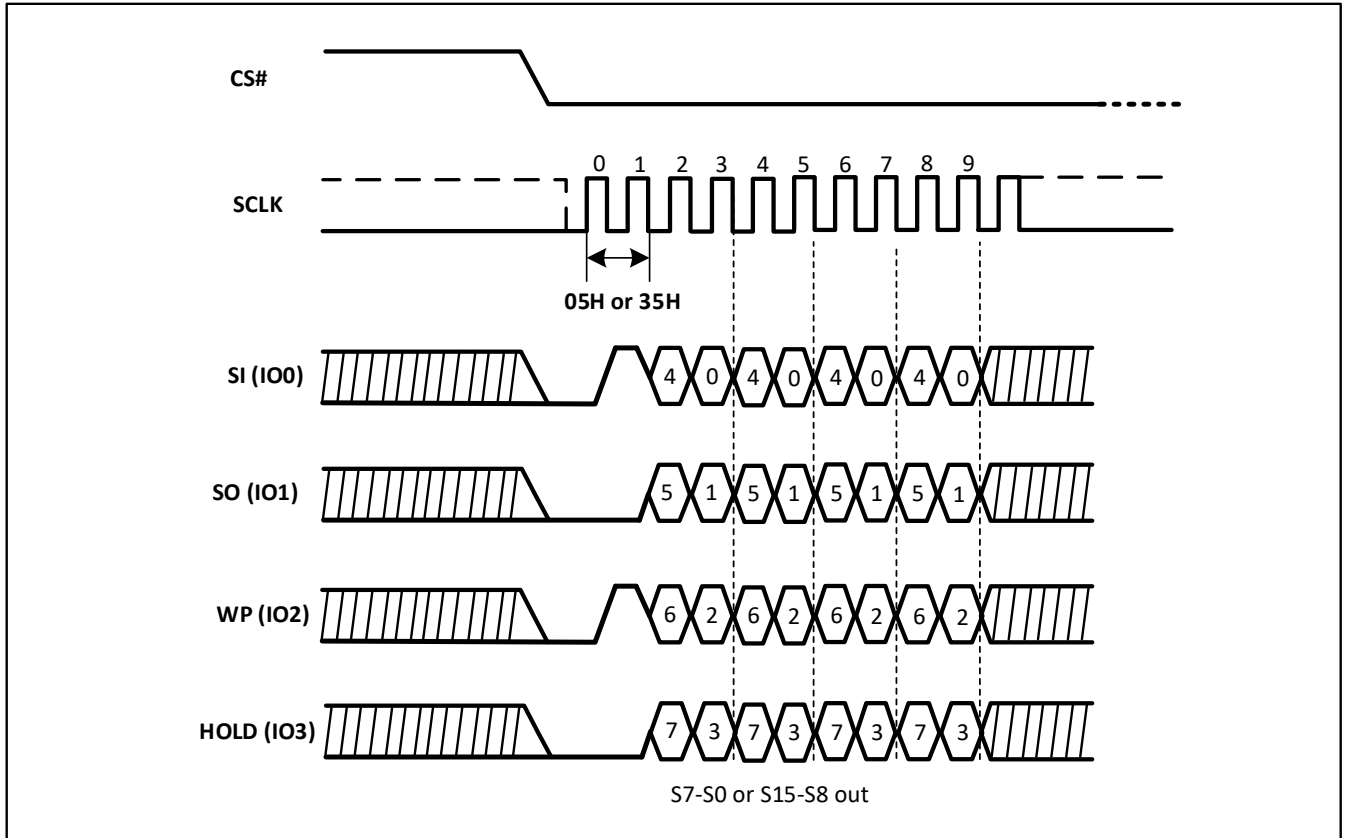 CS#
0 1 2 3 4 5 6 7 8 9
SCLK
05H or 35H
SI (IO0) 4 0 4 0 4 0 4 0
SO (IO1) 5 1 5 1 5 1 5 1
WP (IO2) 6 2 6 2 6 2 6 2
HOLD (IO3) 7 3 7 3 7 3 7 3
S7-S0 or S15-S8 out